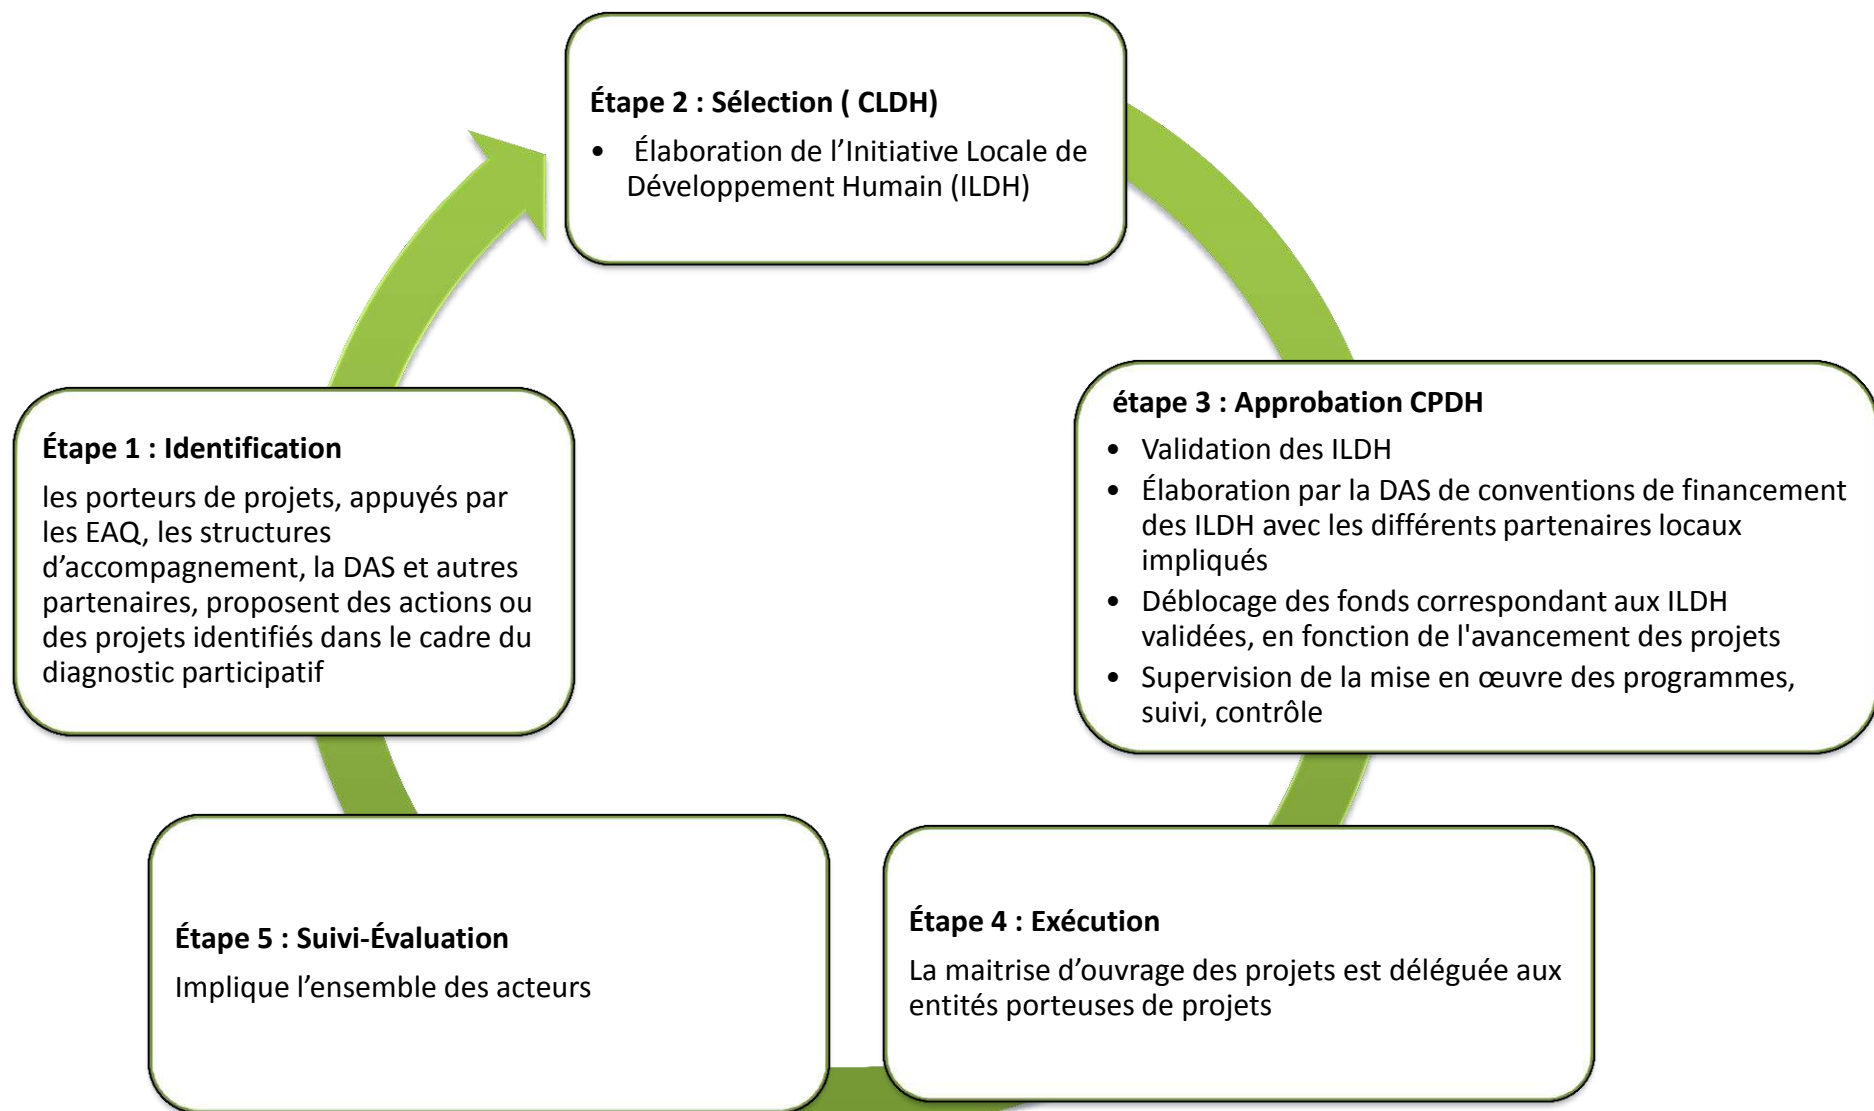 Étape 2 : Sélection ( CLDH)
• Élaboration de l’Initiative Locale de
Développement Humain (ILDH)
étape 3 : Approbation CPDH
• Validation des ILDH
• Élaboration par la DAS de conventions de financement
des ILDH avec les différents partenaires locaux
impliqués
• Déblocage des fonds correspondant aux ILDH
validées, en fonction de l'avancement des projets
• Supervision de la mise en œuvre des programmes,
suivi, contrôle
Étape 1 : Identification
les porteurs de projets, appuyés par
les EAQ, les structures
d’accompagnement, la DAS et autres
partenaires, proposent des actions ou
des projets identifiés dans le cadre du
diagnostic participatif
Étape 4 : Exécution
La maitrise d’ouvrage des projets est déléguée aux
entités porteuses de projets
Étape 5 : Suivi-Évaluation
Implique l’ensemble des acteurs